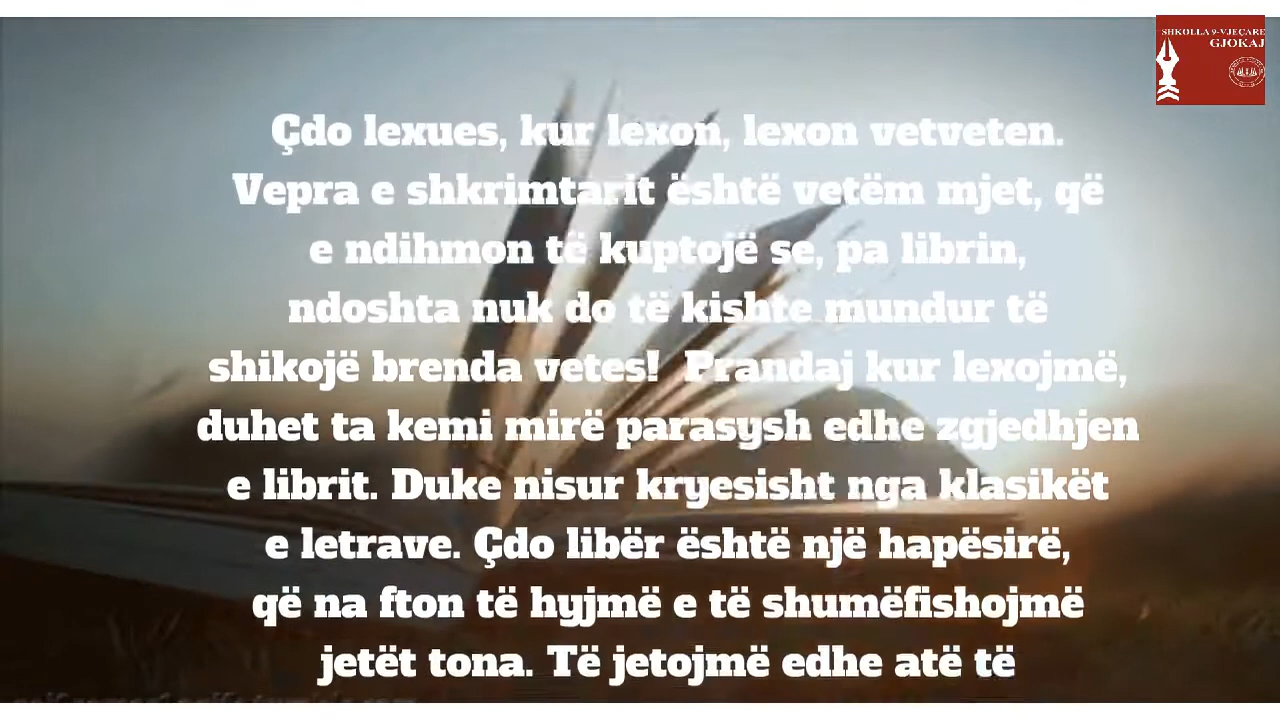 SHKOLLA 9-VJEÇARE
GJOKAJ
Çdo lexues, kur lexon, lexon vetveten.
Vepra e shkrimtarit është vetëm mjet, që
e ndihmon të kuptojë se, pa librin,
ndoshta nuk do të kishte mundur të
shikojë brenda vetes! Prandaj kur lexojmë,
duhet ta kemi mirë parasysh edhe zgjedhjen
e librit. Duke nisur kryesisht nga klasikët
e letrave. Çdo libër është një hapësirë,
që na fton të hyjmë e të shumëfishojmë
jetët tona. Të jetojmë edhe atë të